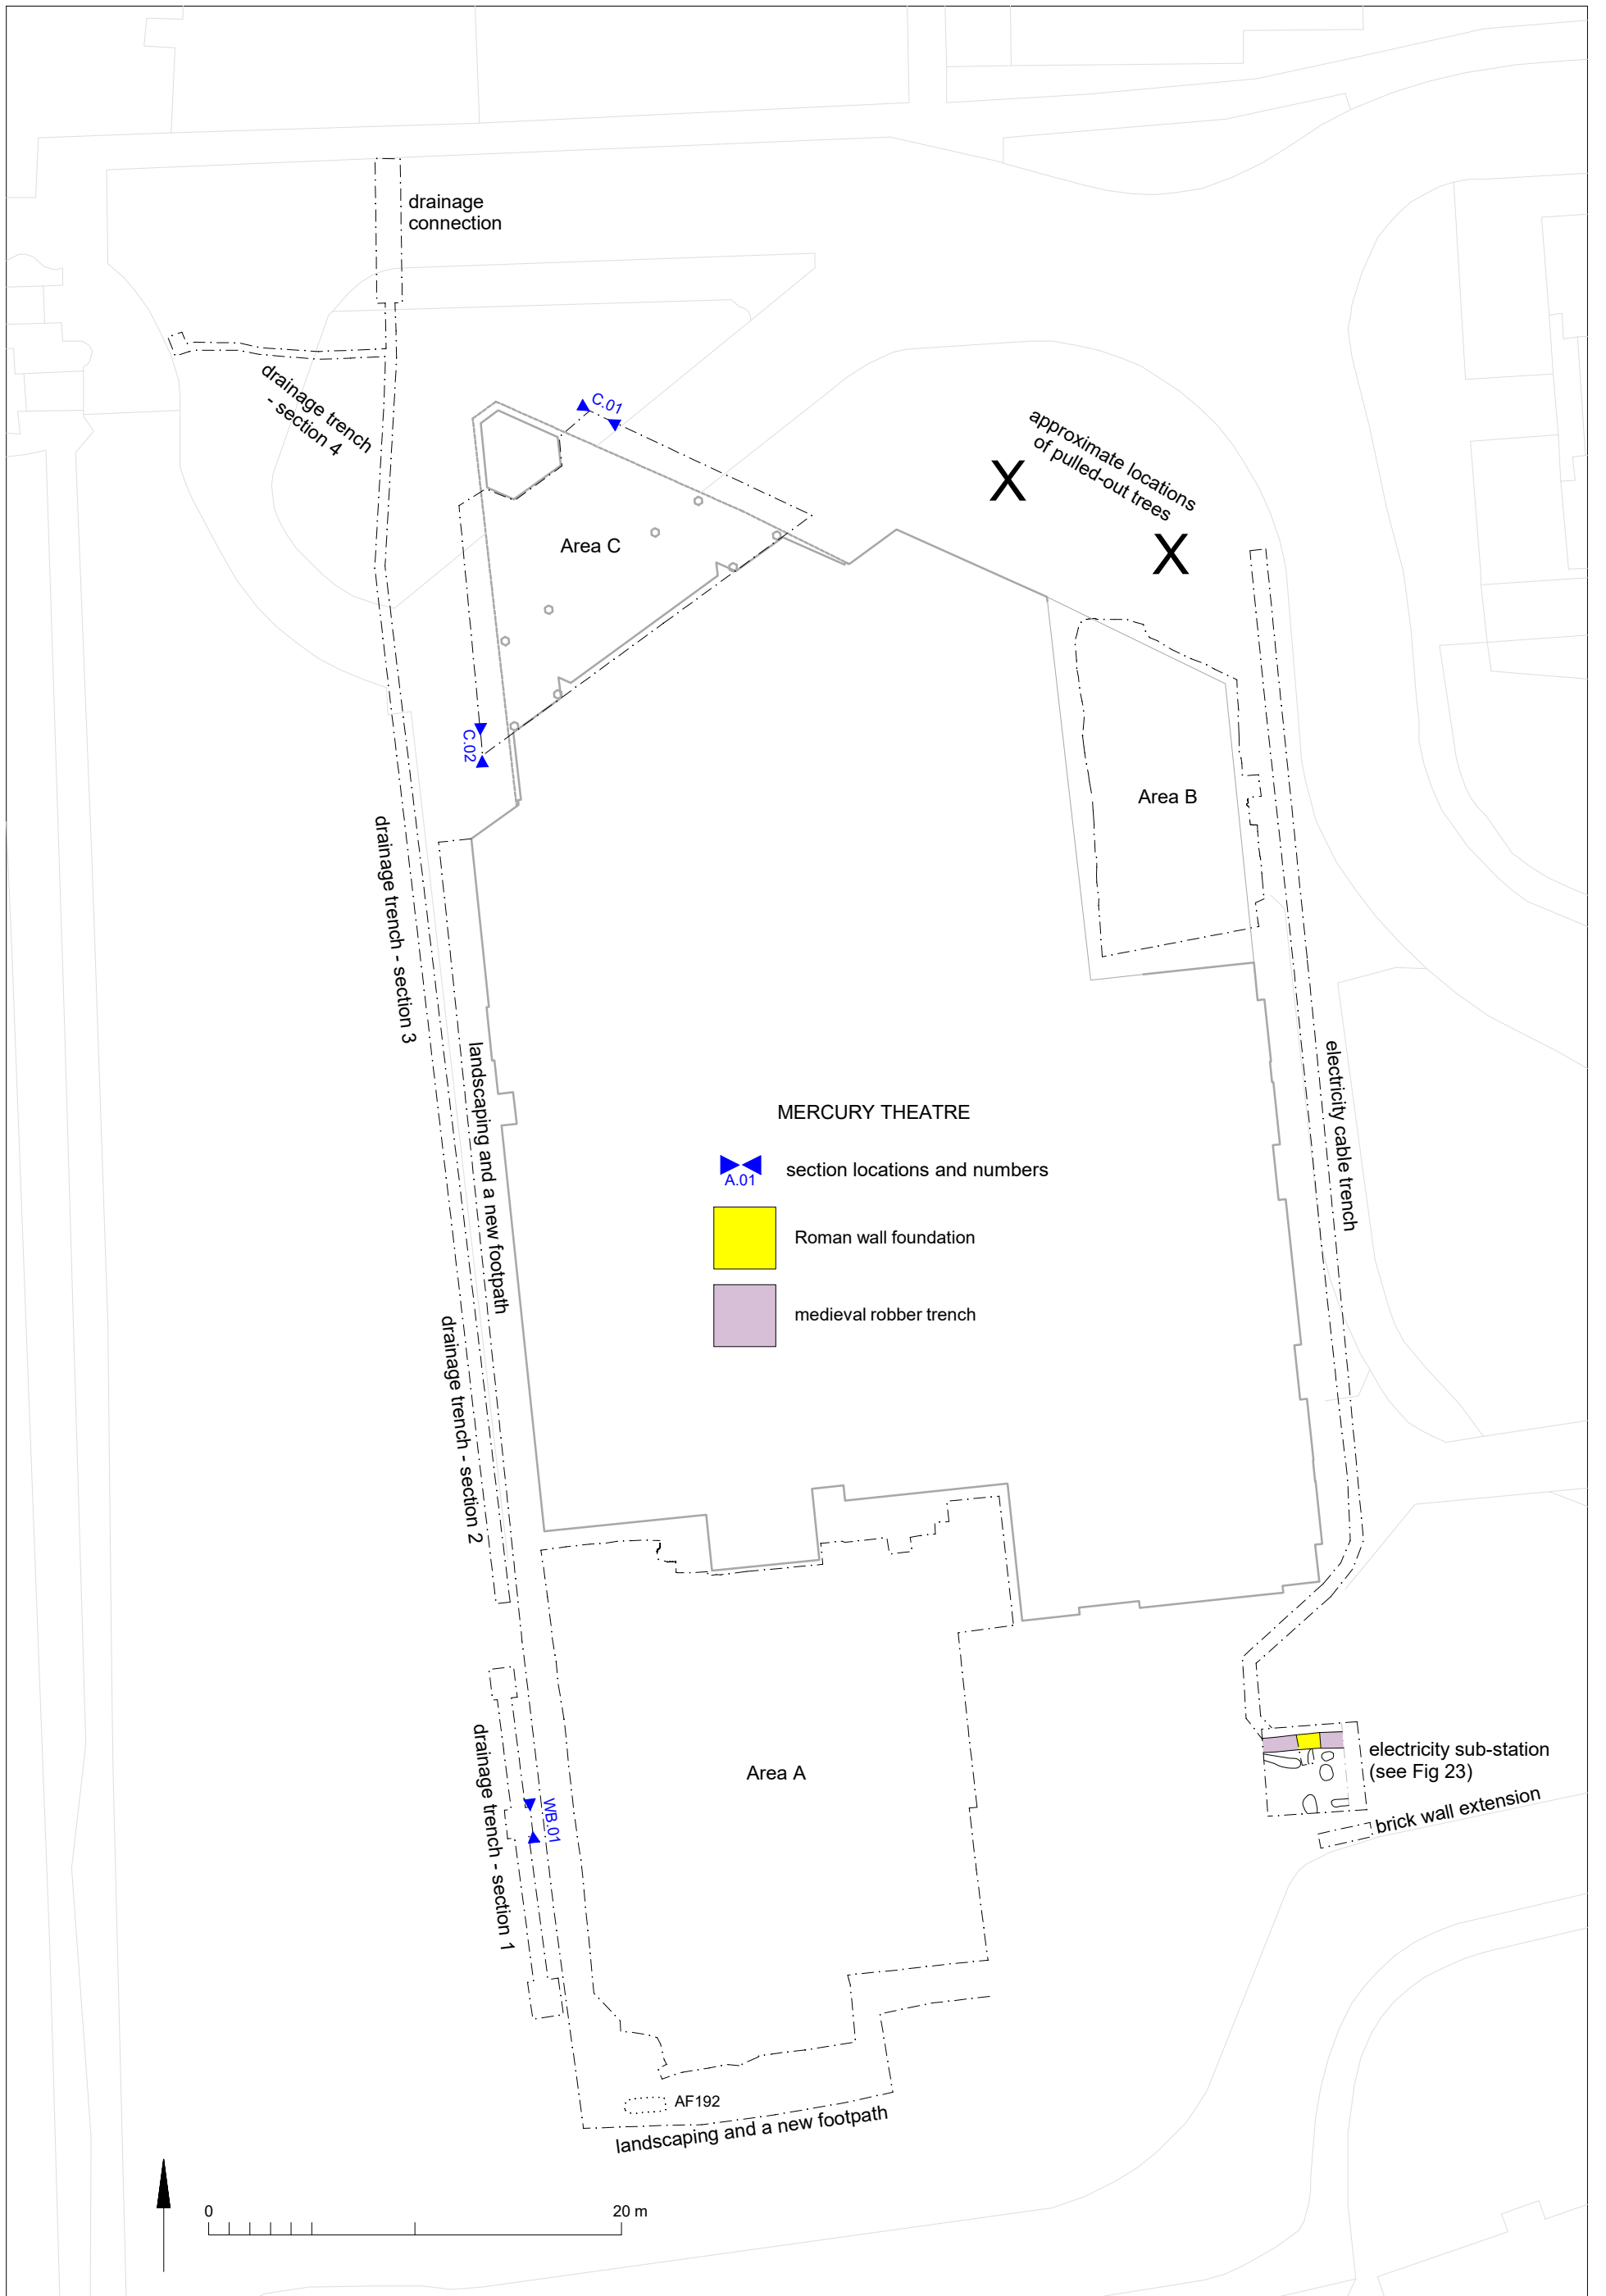 drainage
connection
drainage trench
- section 4
C.01
approximate locations
of pulled-out trees
X
X
Area C
C.02
Area B
drainage trench - section 3
landscaping and a new footpath
electricity cable trench
MERCURY THEATRE
A.01
section locations and numbers
Roman wall foundation
medieval robber trench
drainage trench - section 2
drainage trench - section 1
WB.01
Area A
electricity sub-station
(see Fig 23)
brick wall extension
AF192
landscaping and a new footpath
0
20 m